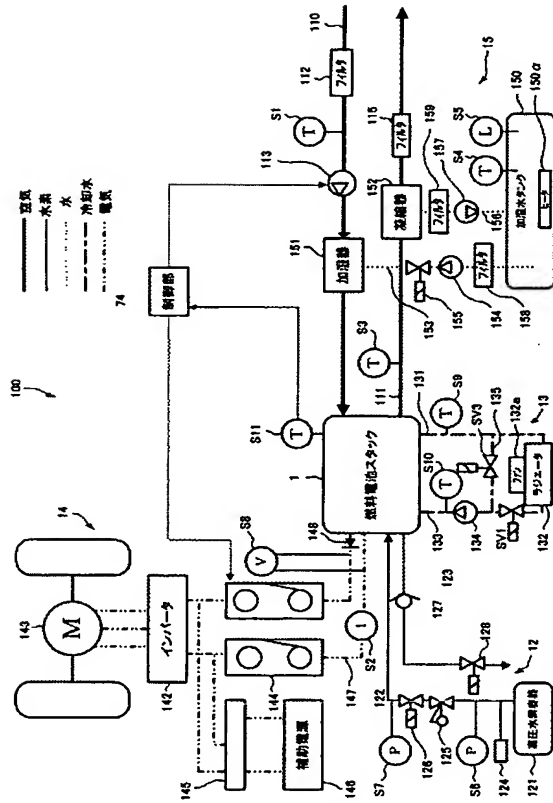 100
空気
水素
水
冷却水
電気
14
143
M
インバータ
142
144
145
補助電源
146
147
148
S8
V
S2
I
制御部
74
S11
T
1
燃料電池スタック
110
112
フィルタ
S1
T
113
151
加湿器
S3
T
111
153
155
154
158
フィルタ
152
凝縮器
115
フィルタ
159
フィルタ
157
156
15
150
加湿水タンク
S4
T
S5
L
150a
ヒータ
131
S9
T
S10
T
SV3
135
133
134
132a
ファン
13
ラジエータ
132
SV1
123
127
128
12
122
S7
P
126
125
S6
P
124
121
高圧水素容器